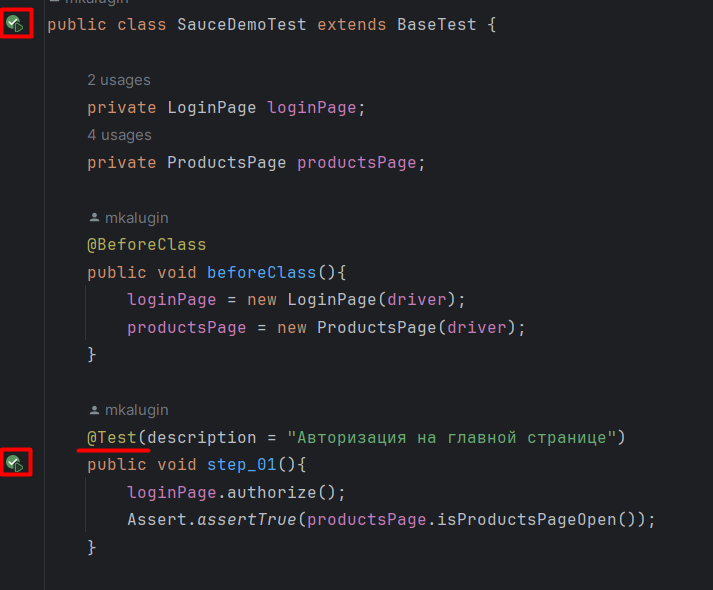 mkalugin
public class SauceDemoTest extends BaseTest {
2 usages
private LoginPage loginPage;
4 usages
private ProductsPage productsPage;
mkalugin
@BeforeClass
public void beforeClass(){
loginPage = new LoginPage(driver);
productsPage = new ProductsPage(driver);
}
mkalugin
@Test(description = "Авторизация на главной странице")
public void step_01(){
loginPage.authorize();
Assert.assertTrue(productsPage.isProductsPageOpen());
}